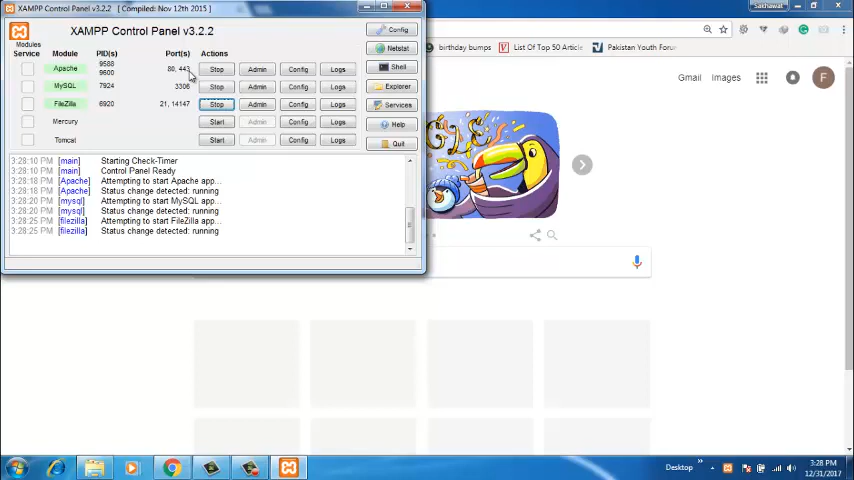 XAMPP Control Panel v3.2.2   [ Compiled: Nov 12th 2015 ]
Sakhawat
XAMPP Control Panel v3.2.2
Config
Modules
Service Module PID(s) Port(s) Actions
Netstat
Apache 9588 80, 443 Stop Admin Config Logs
9600
Shell
MySQL 7924 3306 Stop Admin Config Logs
Explorer
FileZilla 6920 21, 14147 Stop Admin Config Logs
Services
Mercury Start Admin Config Logs
Help
Tomcat Start Admin Config Logs
Quit
3:28:10 PM [main] Starting Check-Timer
3:28:10 PM [main] Control Panel Ready
3:28:18 PM [Apache] Attempting to start Apache app...
3:28:18 PM [Apache] Status change detected: running
3:28:20 PM [mysql] Attempting to start MySQL app...
3:28:20 PM [mysql] Status change detected: running
3:28:25 PM [filezilla] Attempting to start FileZilla app...
3:28:25 PM [filezilla] Status change detected: running
birthday bumps List Of 50 Top Artic... Pakistan Youth Forum
Gmail Images F
Desktop
3:28 PM
12/31/2017